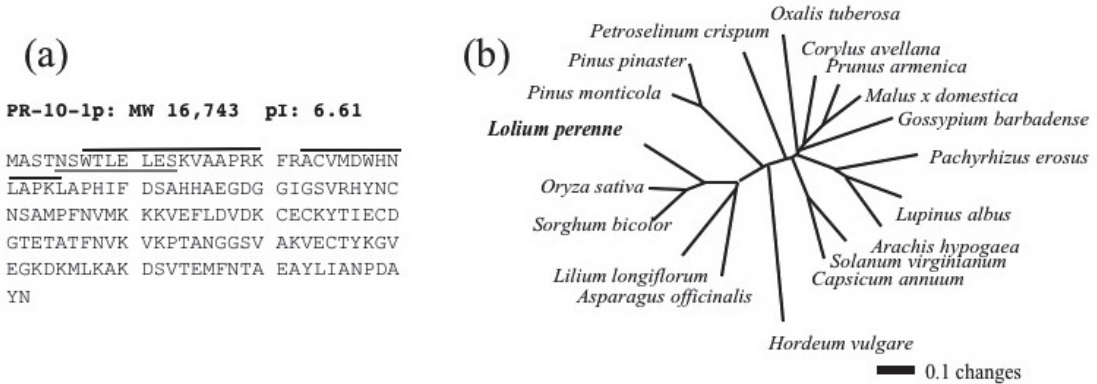 (a)
PR-10-1p: MW 16,743 pI: 6.61
MASTNSWTLE LESKVAAPRK FRACVMDWHN
LAPKLAPHIF DSAHHAEGDG GIGSVRHYNC
NSAMPFNVMK KKVEFLDVDK CECKYTIECD
GTETATFNVK VKPTANGGSV AKVECTYKGV
EGKDKMLKAK DSVTEMFNTA EAYLIANPDA
YN
(b)
Oxalis tuberosa
Petroselinum crispum
Corylus avellana
Pinus pinaster
Prunus armenica
Pinus monticola
Malus x domestica
Gossypium barbadense
Lolium perenne
Pachyrhizus erosus
Oryza sativa
Lupinus albus
Sorghum bicolor
Arachis hypogaea
Solanum virginianum
Lilium longiflorum
Capsicum annuum
Asparagus officinalis
Hordeum vulgare
0.1 changes